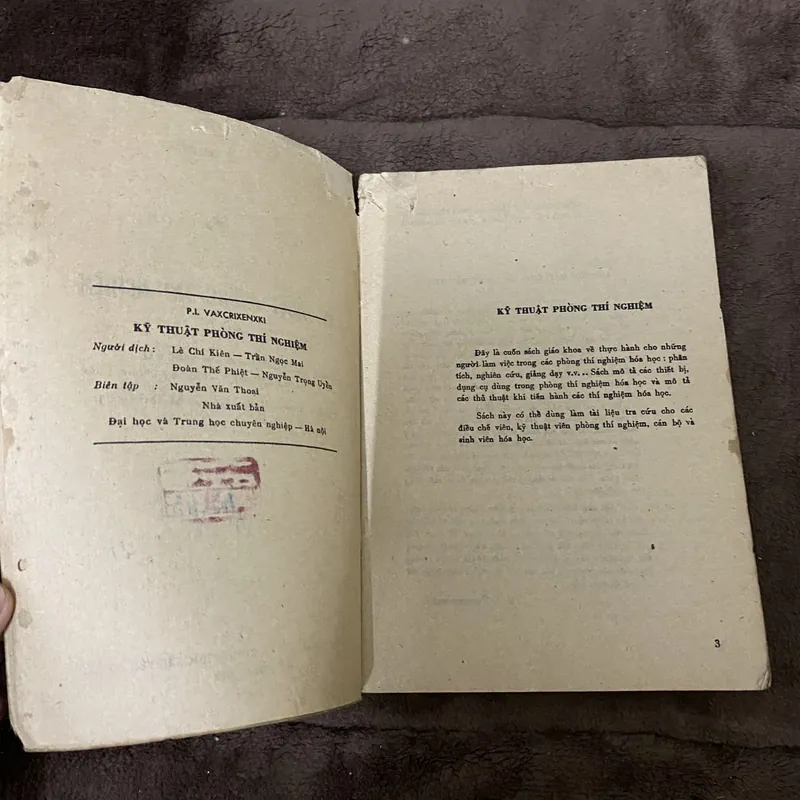 P.I. VAXCRIXENXKI
KỸ THUẬT PHÒNG THÍ NGHIỆM
Người dịch : Lê Chí Kiên — Trần Ngọc Mai
Đoàn Thế Phiệt — Nguyễn Trọng Uyển
Biên tập : Nguyễn Văn Thoại
Nhà xuất bản
Đại học và Trung học chuyên nghiệp — Hà nội
KỸ THUẬT PHÒNG THÍ NGHIỆM
Đây là cuốn sách giáo khoa về thực hành cho những
người làm việc trong các phòng thí nghiệm hóa học : phân
tích, nghiên cứu, giảng dạy v.v... Sách mô tả các thiết bị,
dụng cụ dùng trong phòng thí nghiệm hóa học và mô tả
các thủ thuật khi tiến hành các thí nghiệm hóa học.
Sách này có thể dùng làm tài liệu tra cứu cho các
điều chế viên, kỹ thuật viên phòng thí nghiệm, cán bộ và
sinh viên hóa học.
3